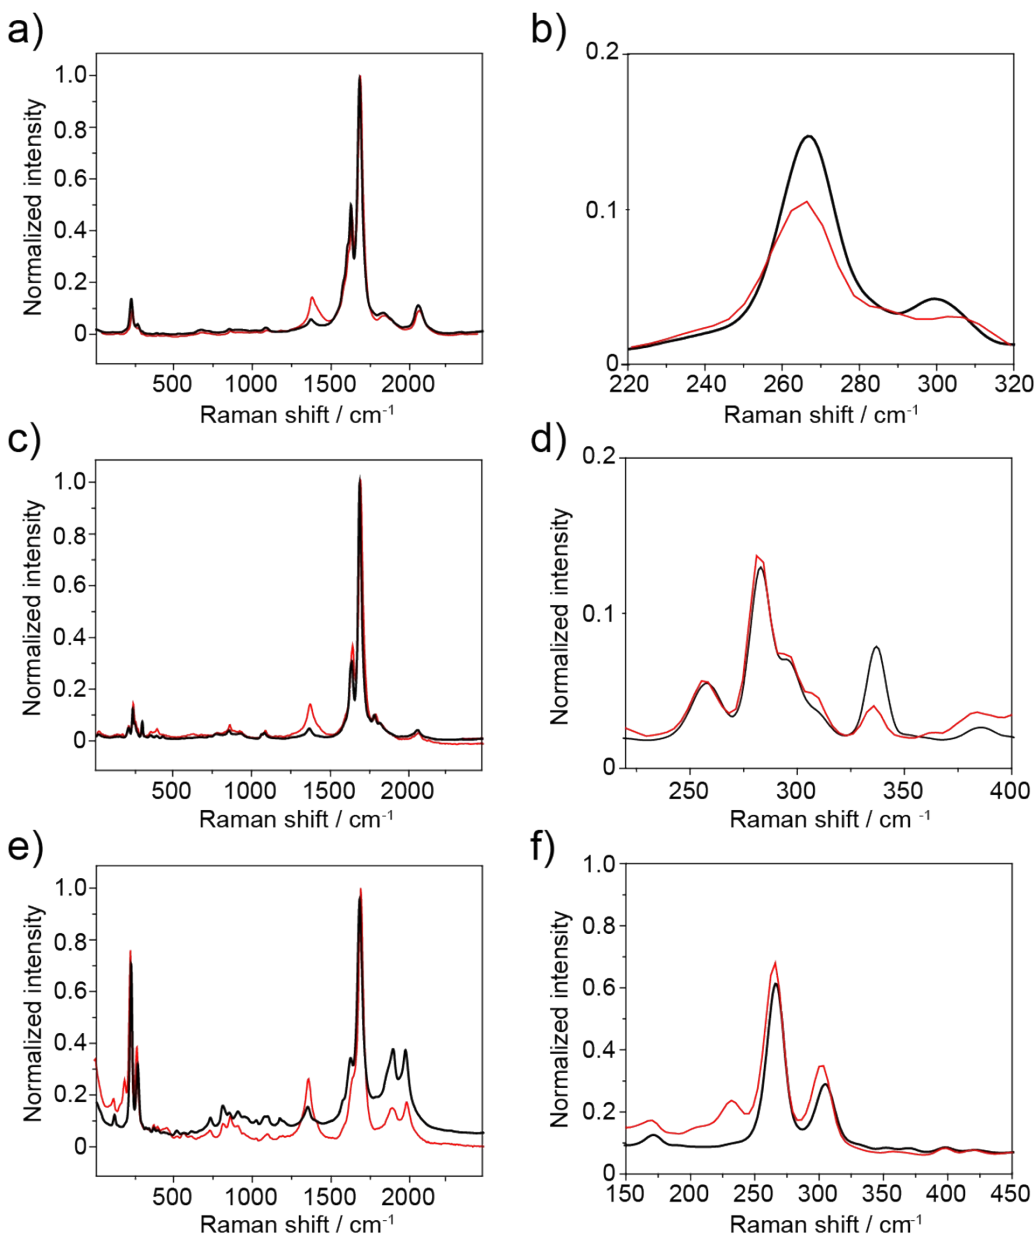 a)
b)
Normalized intensity
1.0
0.8
0.6
0.4
0.2
0
500 1000 1500 2000
Raman shift / cm-1
Normalized intensity
0.2
0.1
0
220 240 260 280 300 320
Raman shift / cm-1
c)
d)
Normalized intensity
1.0
0.8
0.6
0.4
0.2
0
500 1000 1500 2000
Raman shift / cm-1
Normalized intensity
0.2
0.1
0
250 300 350 400
Raman shift / cm -1
e)
f)
Normalized intensity
1.0
0.8
0.6
0.4
0.2
0
500 1000 1500 2000
Raman shift / cm-1
Normalized intensity
1.0
0.8
0.6
0.4
0.2
0
150 200 250 300 350 400 450
Raman shift / cm-1